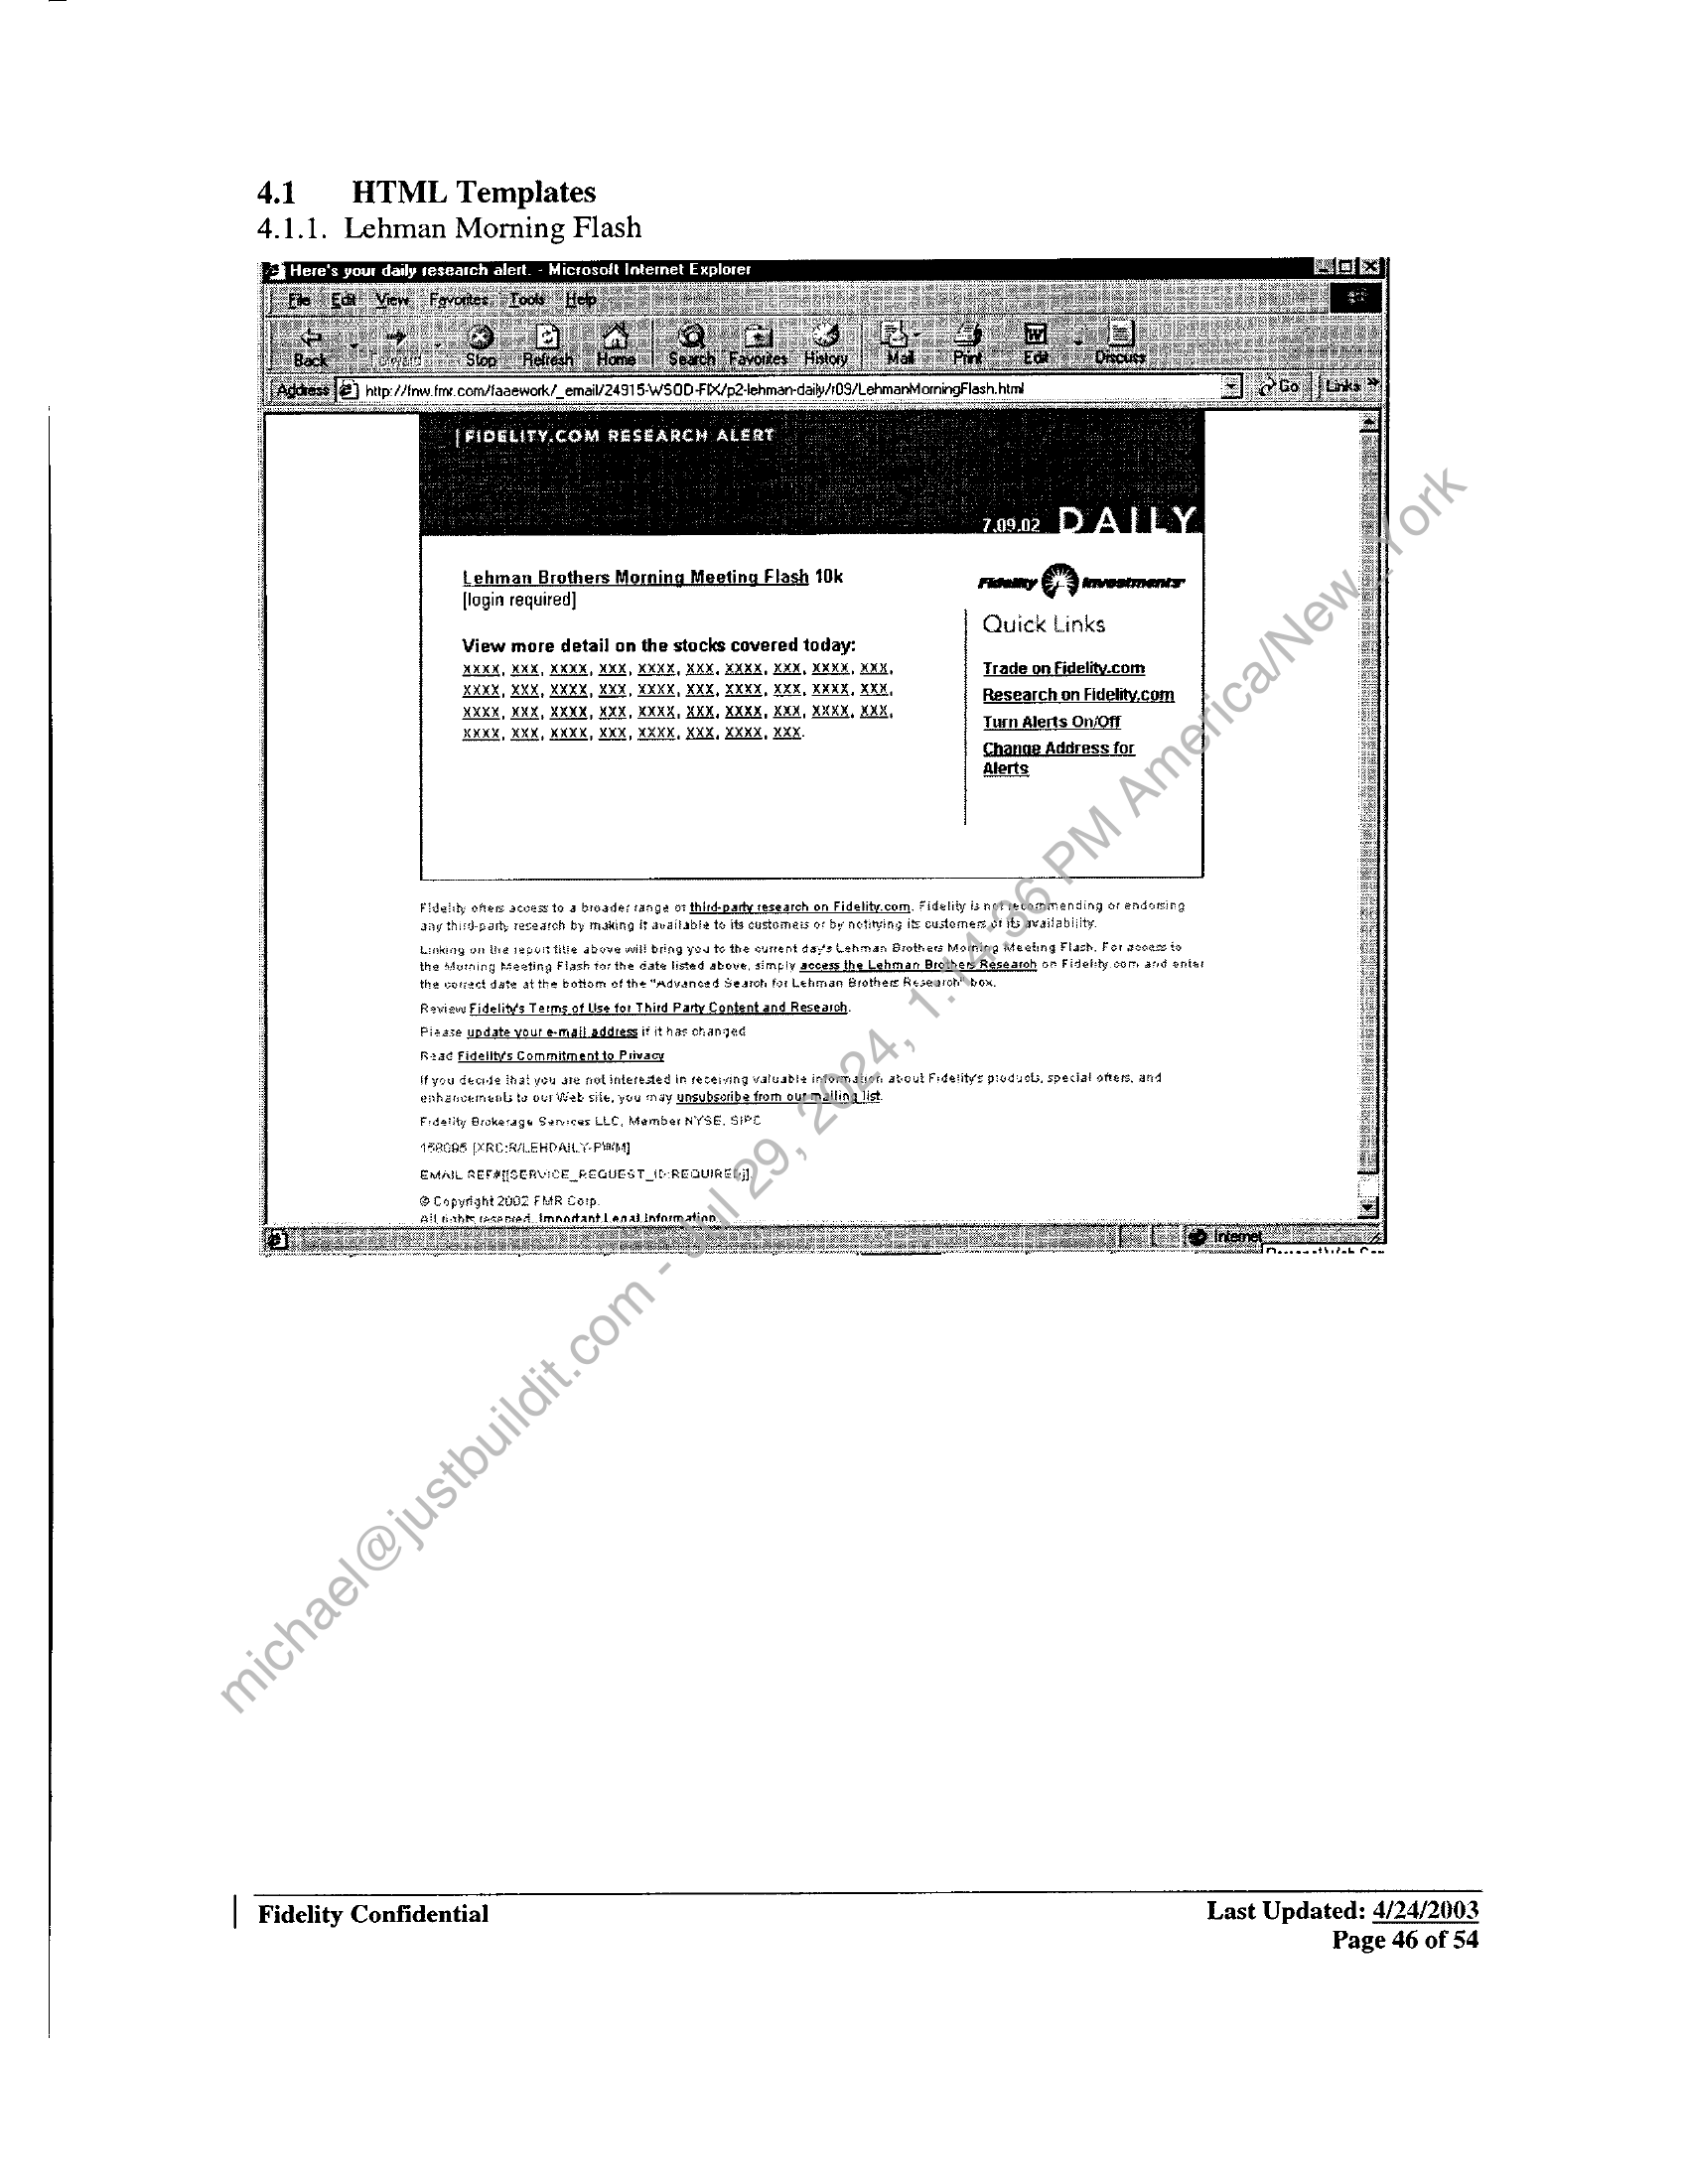 4.1 HTML Templates
4.1.1. Lehman Morning Flash
Here's your daily research alert. - Microsoft Internet Explorer
File Edit View Favorites Tools Help
Back Forward Stop Refresh Home Search Favorites History Mail Print Edit Discuss
Address http://fnw.fmr.com/faaework/_email/24915-WSOD-FIX/p2-lehman-daily/r09/LehmanMorningFlash.html Go Links »
FIDELITY.COM RESEARCH ALERT
7.09.02 DAILY
Lehman Brothers Morning Meeting Flash 10k
[login required]
View more detail on the stocks covered today:
XXXX, XXX, XXXX, XXX, XXXX, XXX, XXXX, XXX, XXXX, XXX,
XXXX, XXX, XXXX, XXX, XXXX, XXX, XXXX, XXX, XXXX, XXX,
XXXX, XXX, XXXX, XXX, XXXX, XXX, XXXX, XXX, XXXX, XXX,
XXXX, XXX, XXXX, XXX, XXXX, XXX, XXXX, XXX.
Fidelity Investments
Quick Links
Trade on Fidelity.com
Research on Fidelity.com
Turn Alerts On/Off
Change Address for
Alerts
Fidelity offers access to a broader range of third-party research on Fidelity.com. Fidelity is not recommending or endorsing
any third-party research by making it available to its customers or by notifying its customers of its availability.
Linking on the report title above will bring you to the current day's Lehman Brothers Morning Meeting Flash. For access to
the Morning Meeting Flash for the date listed above, simply access the Lehman Brothers Research on Fidelity.com and enter
the correct date at the bottom of the "Advanced Search for Lehman Brothers Research" box.
Review Fidelity's Terms of Use for Third Party Content and Research.
Please update your e-mail address if it has changed
Read Fidelity's Commitment to Privacy
If you decide that you are not interested in receiving valuable information about Fidelity's products, special offers, and
enhancements to our Web site, you may unsubscribe from our mailing list.
Fidelity Brokerage Services LLC, Member NYSE, SIPC
[XRC:R/LEHDAILY-PWM]
EMAIL REF#[[SERVICE_REQUEST_ID:REQUIRED]]
© Copyright 2002 FMR Corp.
All rights reserved. Important Legal Information.
Internet
michael@justbuildit.com - Jul 29, 2024, 1:14:36 PM America/New_York
Fidelity Confidential
Last Updated: 4/24/2003
Page 46 of 54